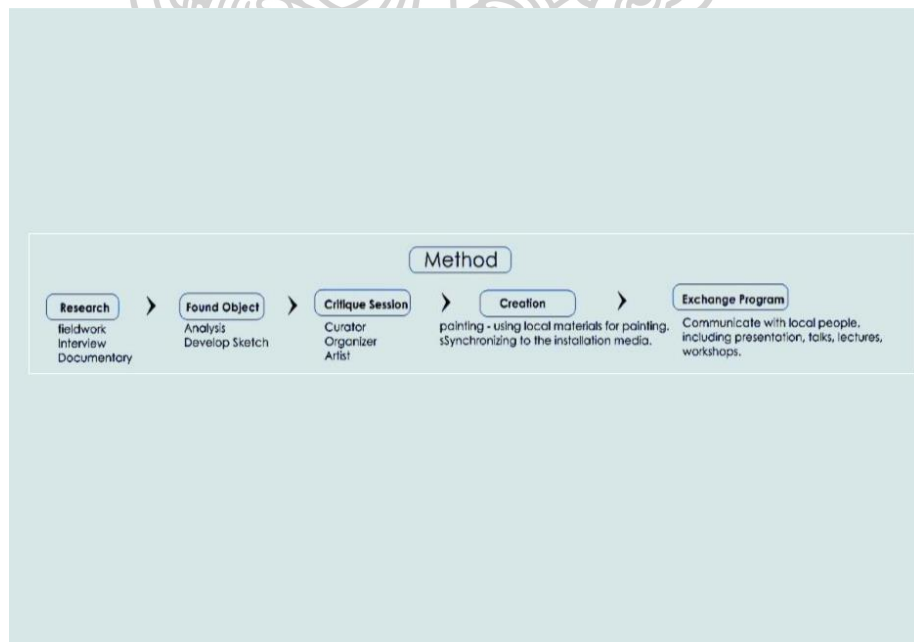 Method
Research
fieldwork
Interview
Documentary
Found Object
Analysis
Develop Sketch
Critique Session
Curator
Organizer
Artist
Creation
painting - using local materials for painting.
sSynchronizing to the installation media.
Exchange Program
Communicate with local people.
including presentation, talks, lectures,
workshops.